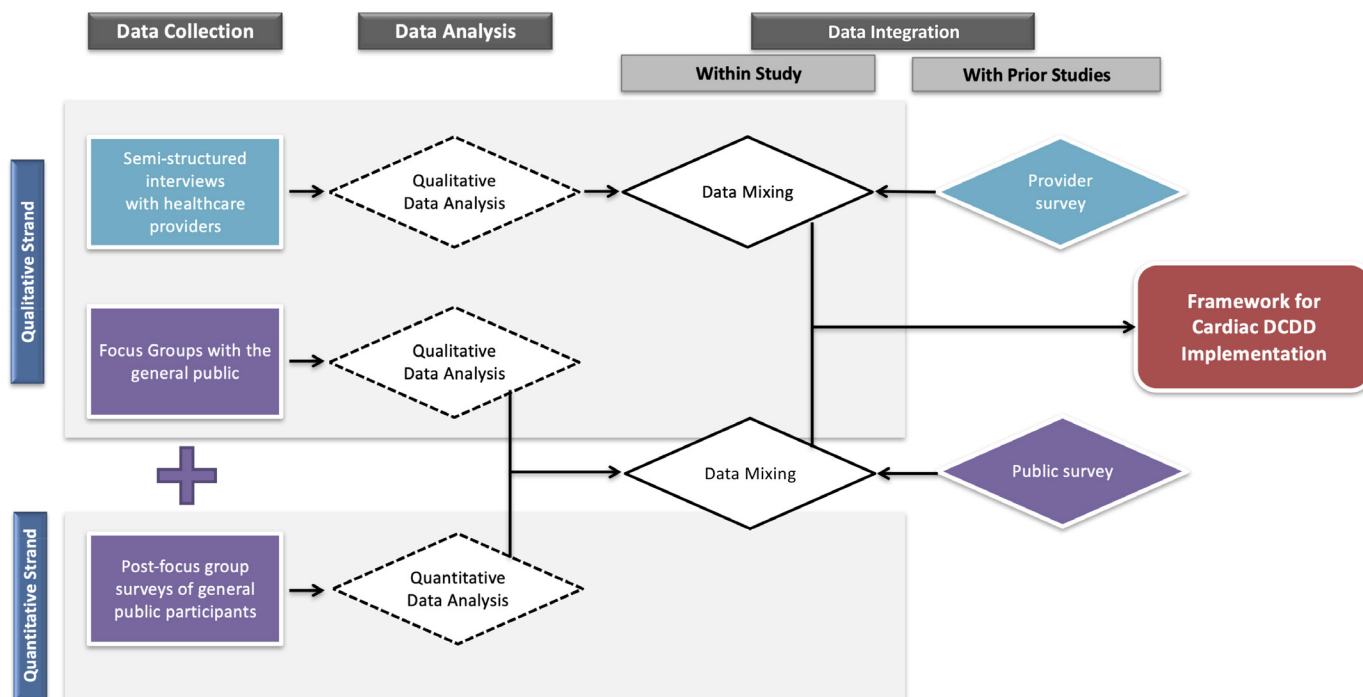 Data Collection
Data Analysis
Data Integration
Within Study
With Prior Studies
Qualitative Strand
Semi-structured
interviews
with healthcare
providers
Qualitative
Data Analysis
Data Mixing
Provider
survey
Focus Groups with the
general public
Qualitative
Data Analysis
Framework for
Cardiac DCDD
Implementation
Data Mixing
Public survey
Quantitative Strand
Post-focus group
surveys of general
public participants
Quantitative
Data Analysis